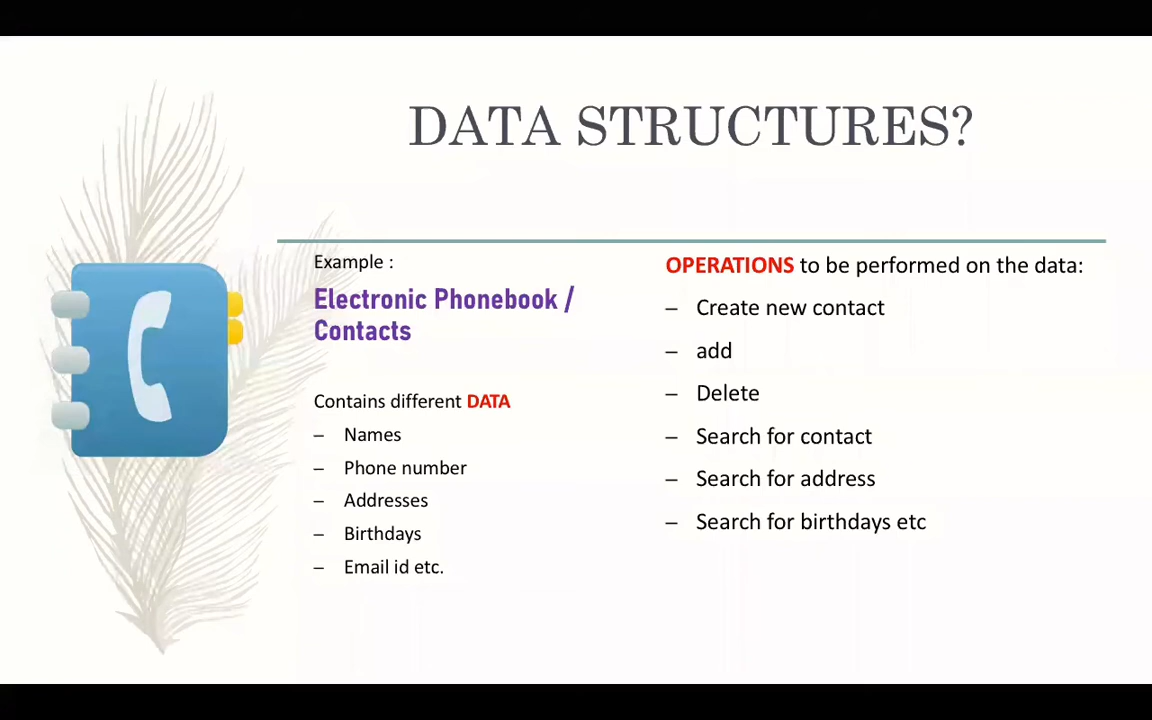 DATA STRUCTURES?
Example :
Electronic Phonebook /
Contacts
Contains different DATA
– Names
– Phone number
– Addresses
– Birthdays
– Email id etc.
OPERATIONS to be performed on the data:
– Create new contact
– add
– Delete
– Search for contact
– Search for address
– Search for birthdays etc